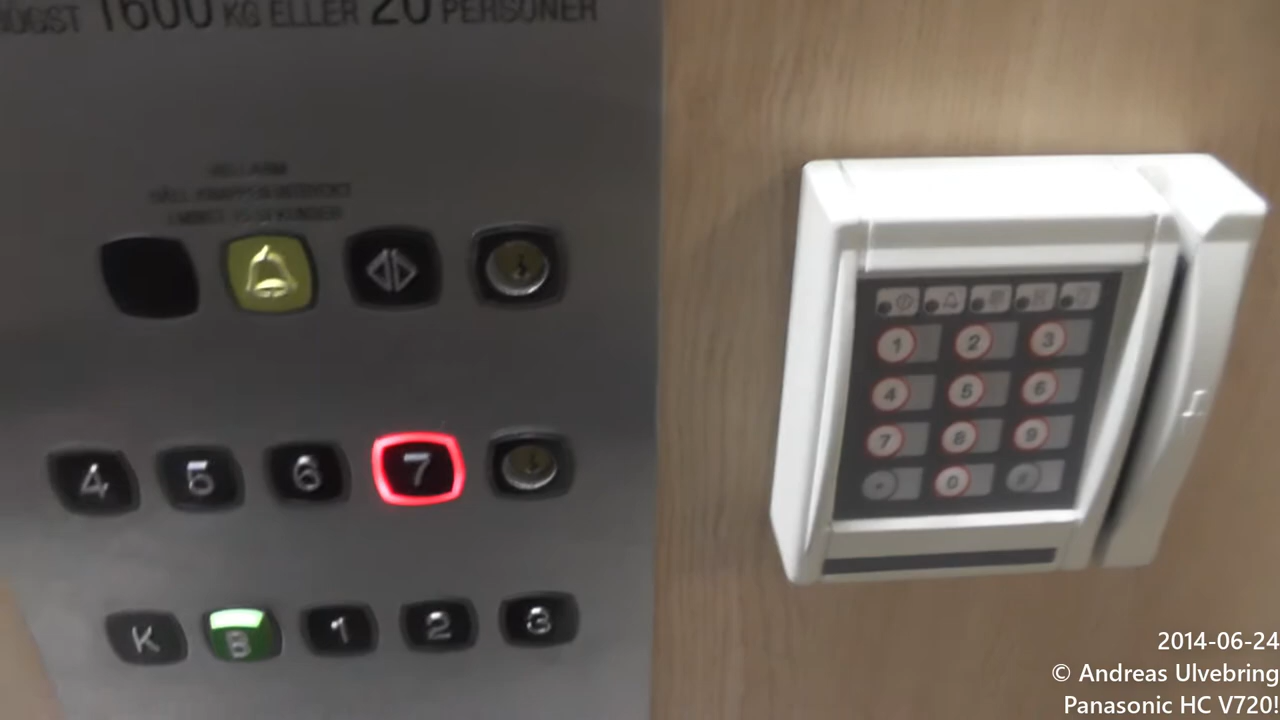 1600 KG ELLER 20 PERSONER
4 5 6 7
K B 1 2 3
1 2 3
4 5 6
7 8 9
0
2014-06-24
© Andreas Ulvebring
Panasonic HC V720!